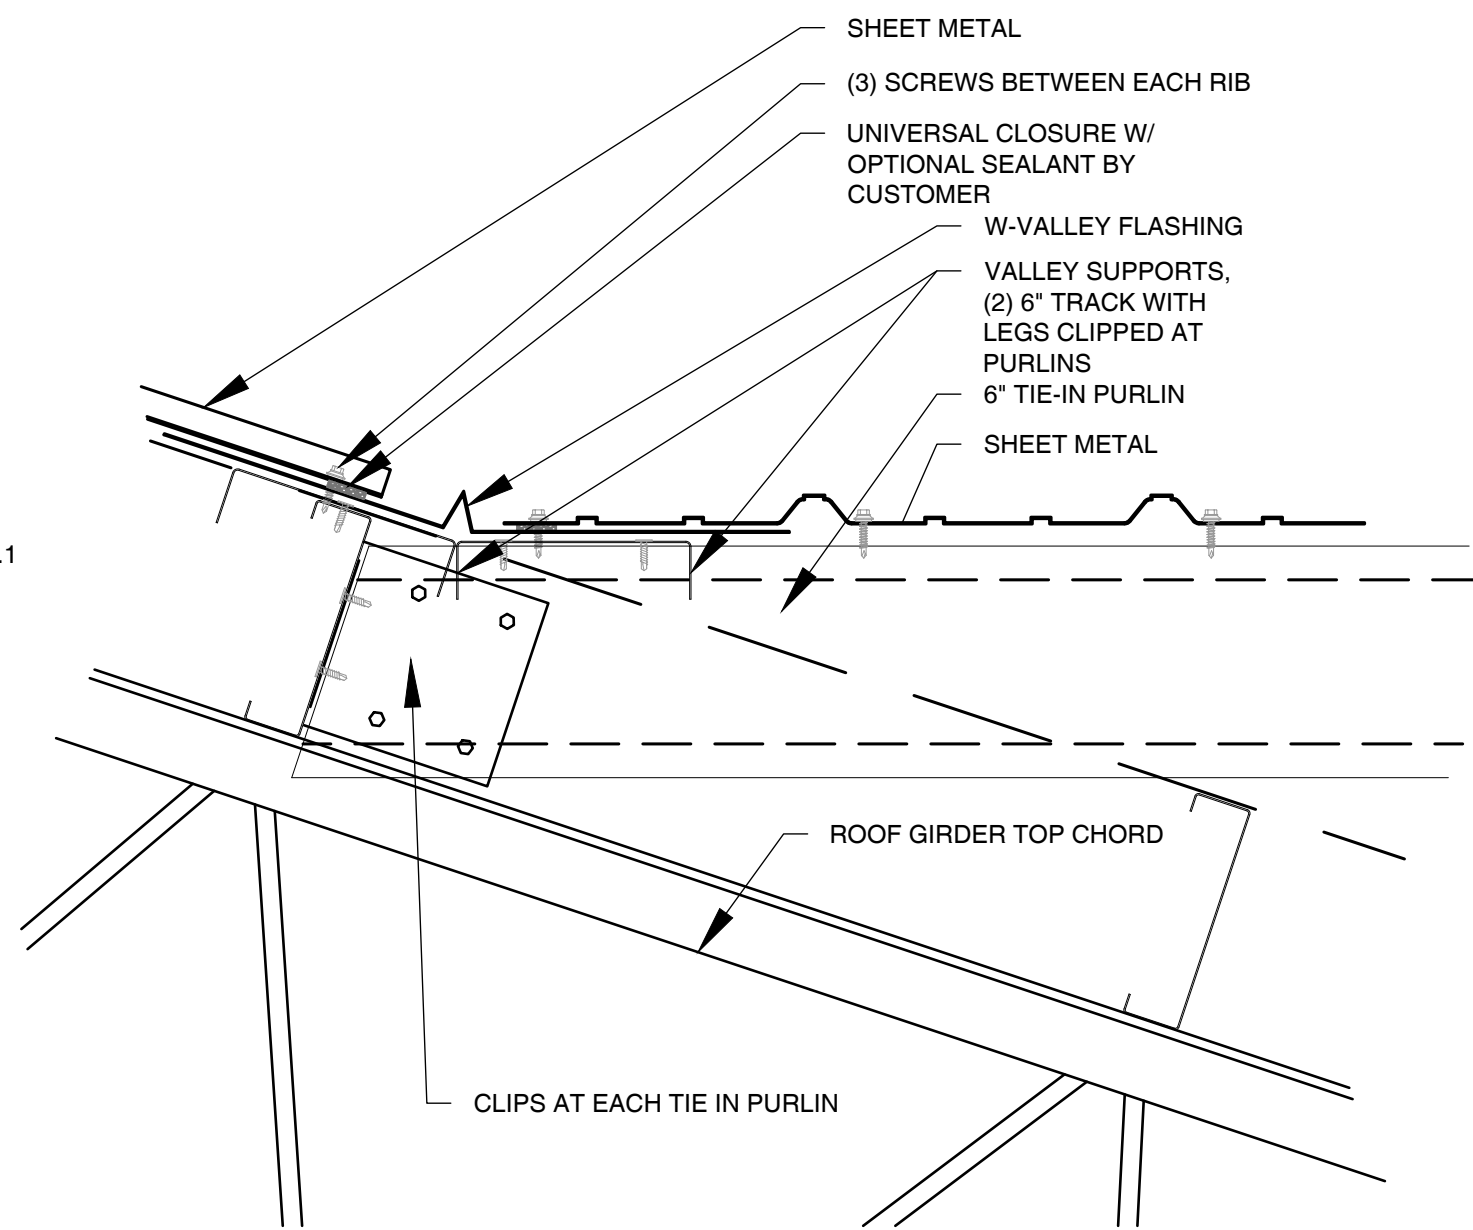 SHEET METAL
(3) SCREWS BETWEEN EACH RIB
UNIVERSAL CLOSURE W/
OPTIONAL SEALANT BY
CUSTOMER
W-VALLEY FLASHING
VALLEY SUPPORTS,
(2) 6" TRACK WITH
LEGS CLIPPED AT
PURLINS
6" TIE-IN PURLIN
SHEET METAL
.1
ROOF GIRDER TOP CHORD
CLIPS AT EACH TIE IN PURLIN